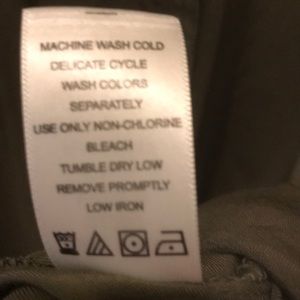 MACHINE WASH COLD
DELICATE CYCLE
WASH COLORS
SEPARATELY
USE ONLY NON-CHLORINE
BLEACH
TUMBLE DRY LOW
REMOVE PROMPTLY
LOW IRON